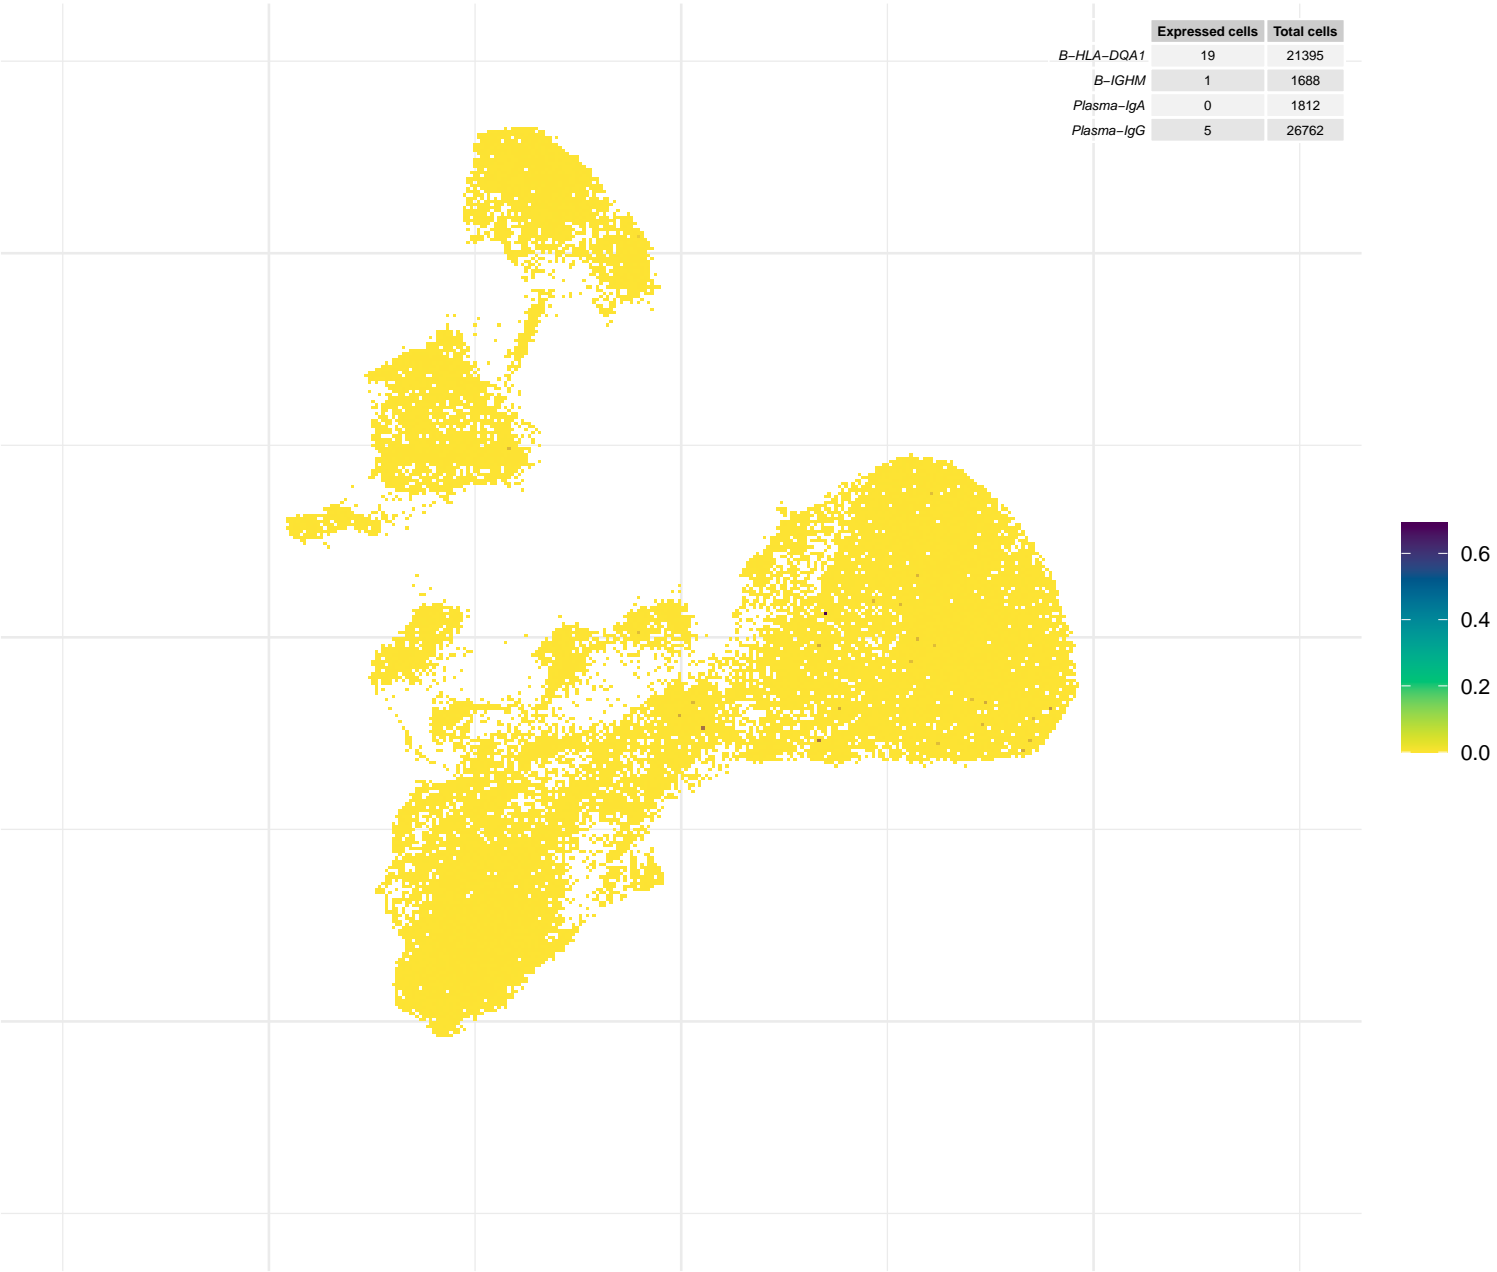 Expressed cells Total cells
B−HLA−DQA1 19 21395
B−IGHM 1 1688
Plasma−IgA 0 1812
Plasma−IgG 5 26762
0.6
0.4
0.2
0.0